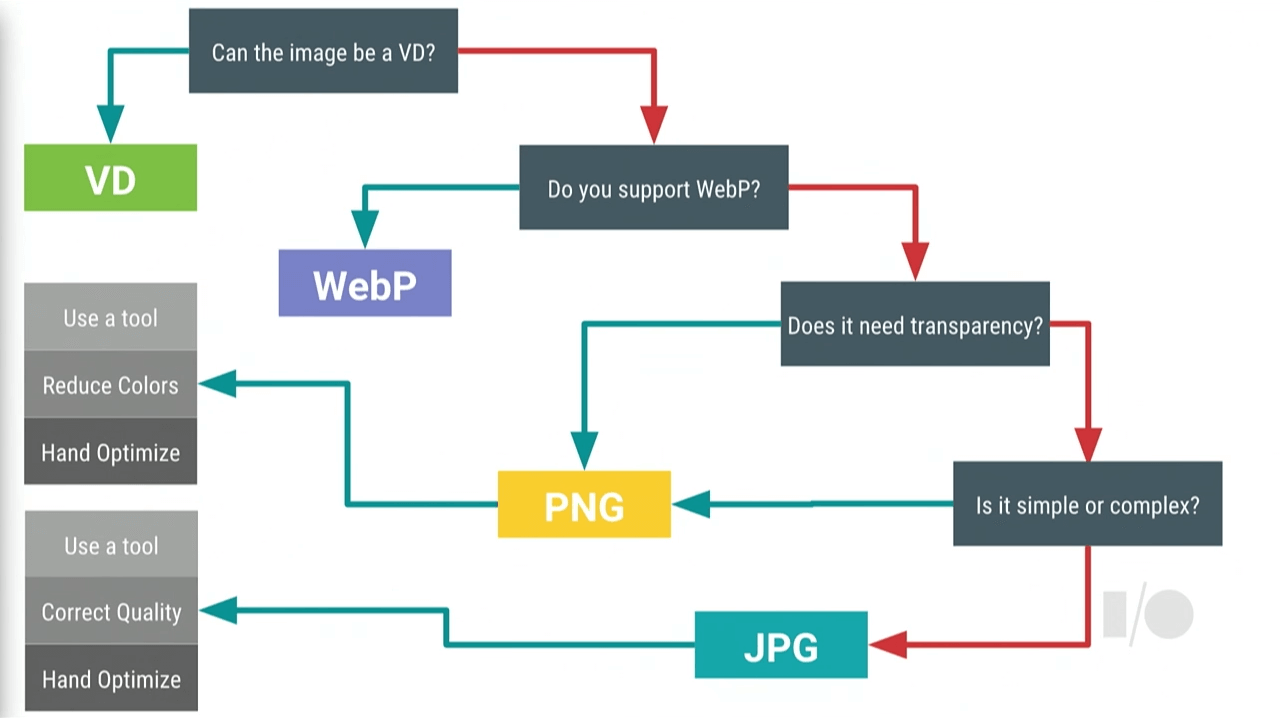 Can the image be a VD?
VD
Do you support WebP?
WebP
Does it need transparency?
Use a tool
Reduce Colors
Hand Optimize
PNG
Is it simple or complex?
Use a tool
Correct Quality
Hand Optimize
JPG
I/O